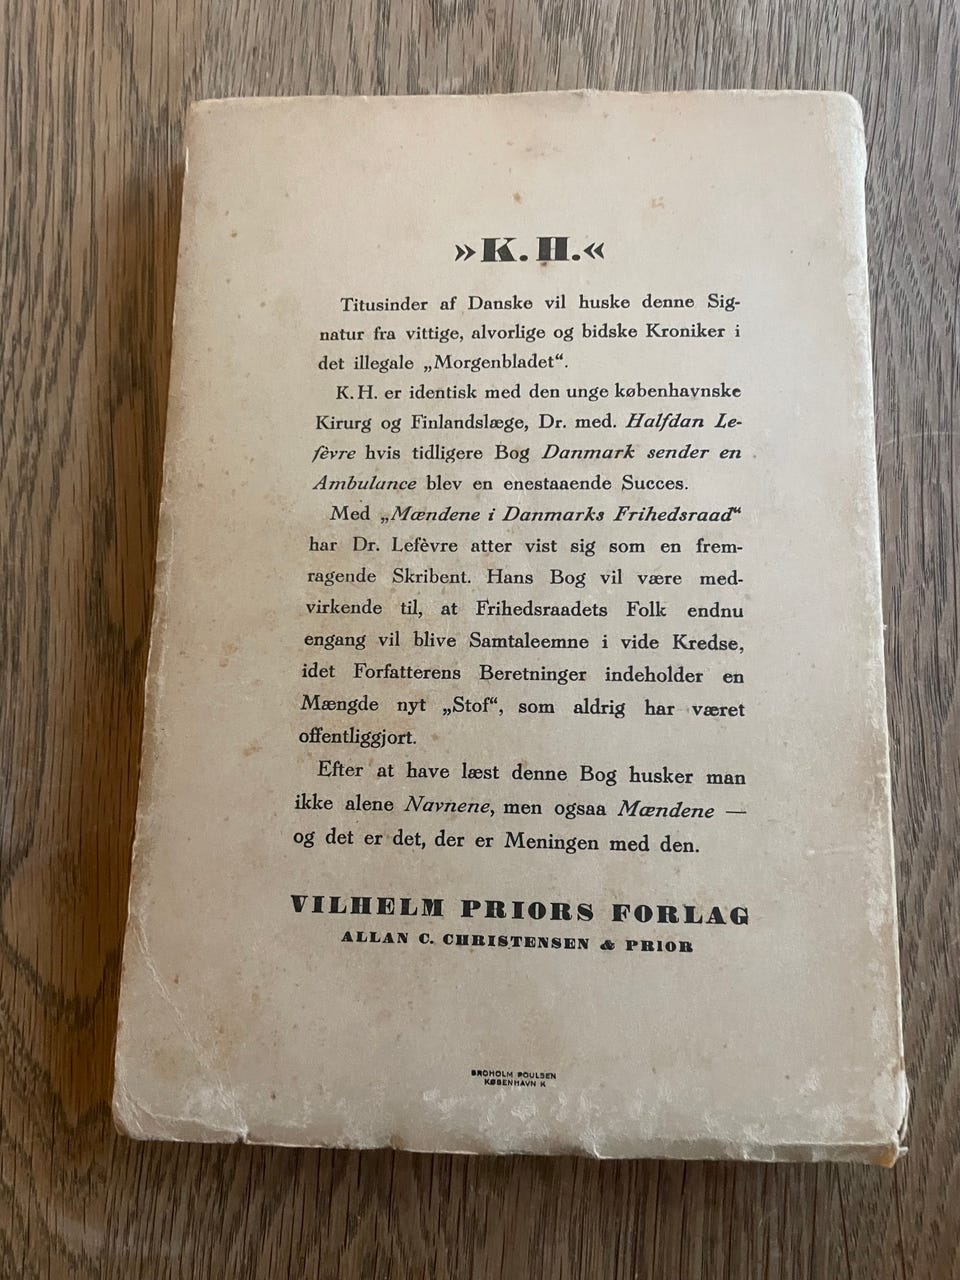 »K. H.«
Titusinder af Danske vil huske denne Sig-
natur fra vittige, alvorlige og bidske Kroniker i
det illegale „Morgenbladet“.
K. H. er identisk med den unge københavnske
Kirurg og Finlandslæge, Dr. med. Halfdan Le-
fèvre hvis tidligere Bog Danmark sender en
Ambulance blev en enestaaende Succes.
Med „Mændene i Danmarks Frihedsraad“
har Dr. Lefèvre atter vist sig som en frem-
ragende Skribent. Hans Bog vil være med-
virkende til, at Frihedsraadets Folk endnu
engang vil blive Samtaleemne i vide Kredse,
idet Forfatterens Beretninger indeholder en
Mængde nyt „Stof“, som aldrig har været
offentliggjort.
Efter at have læst denne Bog husker man
ikke alene Navnene, men ogsaa Mændene —
og det er det, der er Meningen med den.
VILHELM PRIORS FORLAG
ALLAN C. CHRISTENSEN & PRIOR
BROHOLM POULSEN
KØBENHAVN K